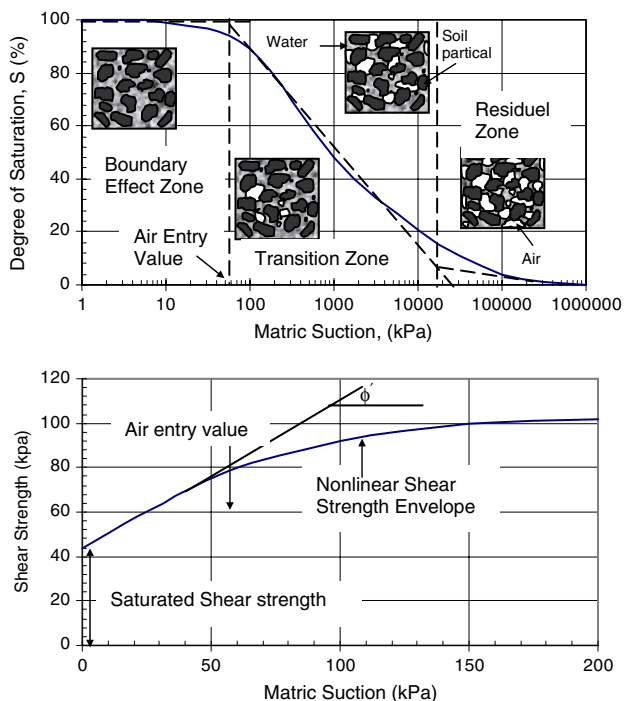 Degree of Saturation, S (%)
100
80
60
40
20
0
Water
Soil
partical
Residuel
Zone
Boundary
Effect Zone
Air Entry
Value
Transition Zone
Air
1
10
100
1000
10000
100000
1000000
Matric Suction, (kPa)
Shear Strength (kpa)
120
100
80
60
40
20
0
ϕ′
Air entry value
Nonlinear Shear
Strength Envelope
Saturated Shear strength
0
50
100
150
200
Matric Suction (kPa)